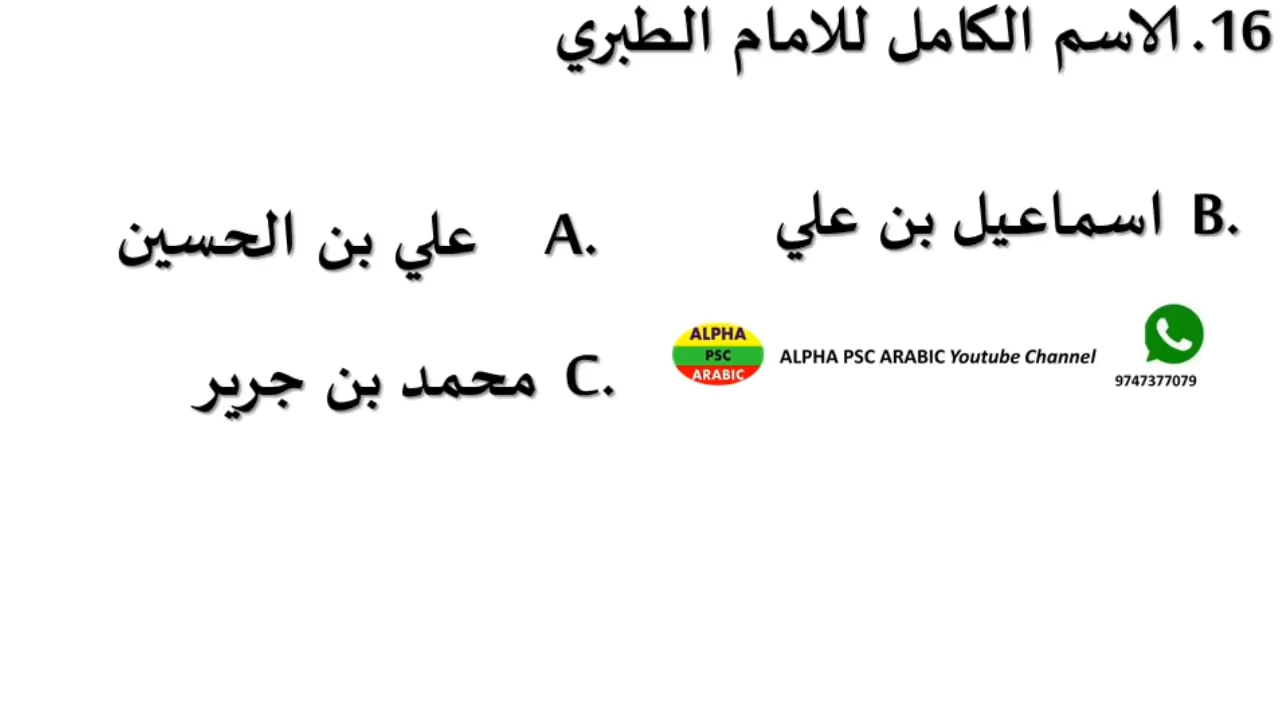 16. الاسم الكامل للامام الطبري
B. اسماعيل بن علي
A. علي بن الحسين
ALPHA
PSC
ARABIC
ALPHA PSC ARABIC Youtube Channel
9747377079
C. محمد بن جرير